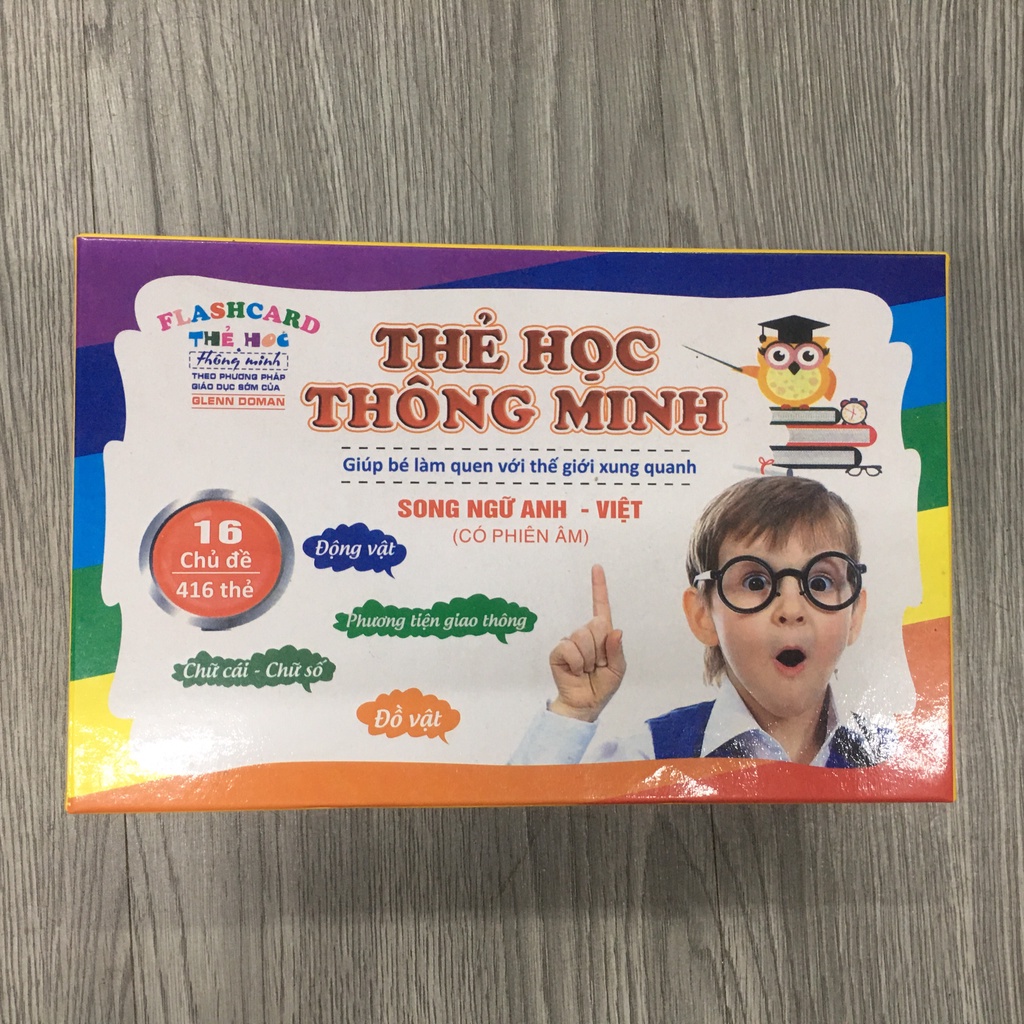 FLASHCARD
THẺ HỌC
thông minh
THEO PHƯƠNG PHÁP
GIÁO DỤC SỚM CỦA
GLENN DOMAN
THẺ HỌC
THÔNG MINH
Giúp bé làm quen với thế giới xung quanh
SONG NGỮ ANH - VIỆT
(CÓ PHIÊN ÂM)
16
Chủ đề
416 thẻ
Động vật
Phương tiện giao thông
Chữ cái - Chữ số
Đồ vật